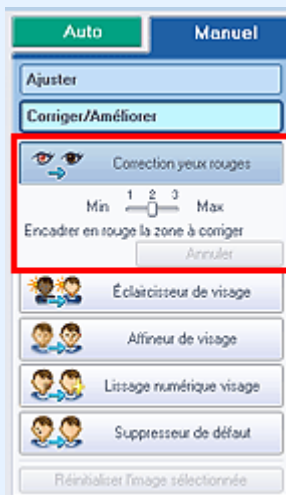 Auto Manuel
Ajuster
Corriger/Améliorer
Correction yeux rouges
1 2 3
Min Max
Encadrer en rouge la zone à corriger
Annuler
Éclaircisseur de visage
Affineur de visage
Lissage numérique visage
Suppresseur de défaut
Réinitialiser l'image sélectionnée